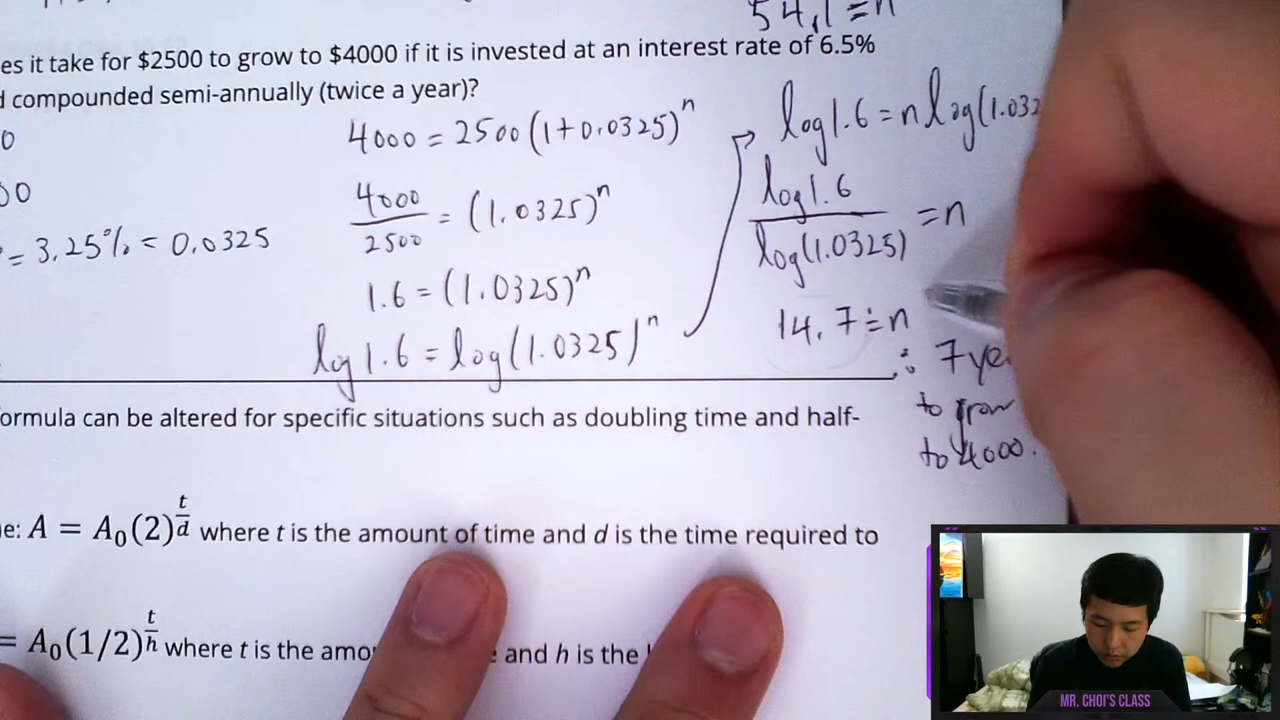 54.1 = n
es it take for $2500 to grow to $4000 if it is invested at an interest rate of 6.5%
d compounded semi-annually (twice a year)?
0
00
= 3.25% = 0.0325
4000 = 2500(1+0.0325)^n
4000/2500 = (1.0325)^n
1.6 = (1.0325)^n
log 1.6 = log(1.0325)^n
log 1.6 = n log(1.032
log 1.6 / log(1.0325) = n
14.7 ≐ n
∴ 7 ye
to grow
to 4000.
ormula can be altered for specific situations such as doubling time and half-
e: A = A₀(2)^(t/d) where t is the amount of time and d is the time required to
= A₀(1/2)^(t/h) where t is the amo and h is the
MR. CHOI'S CLASS